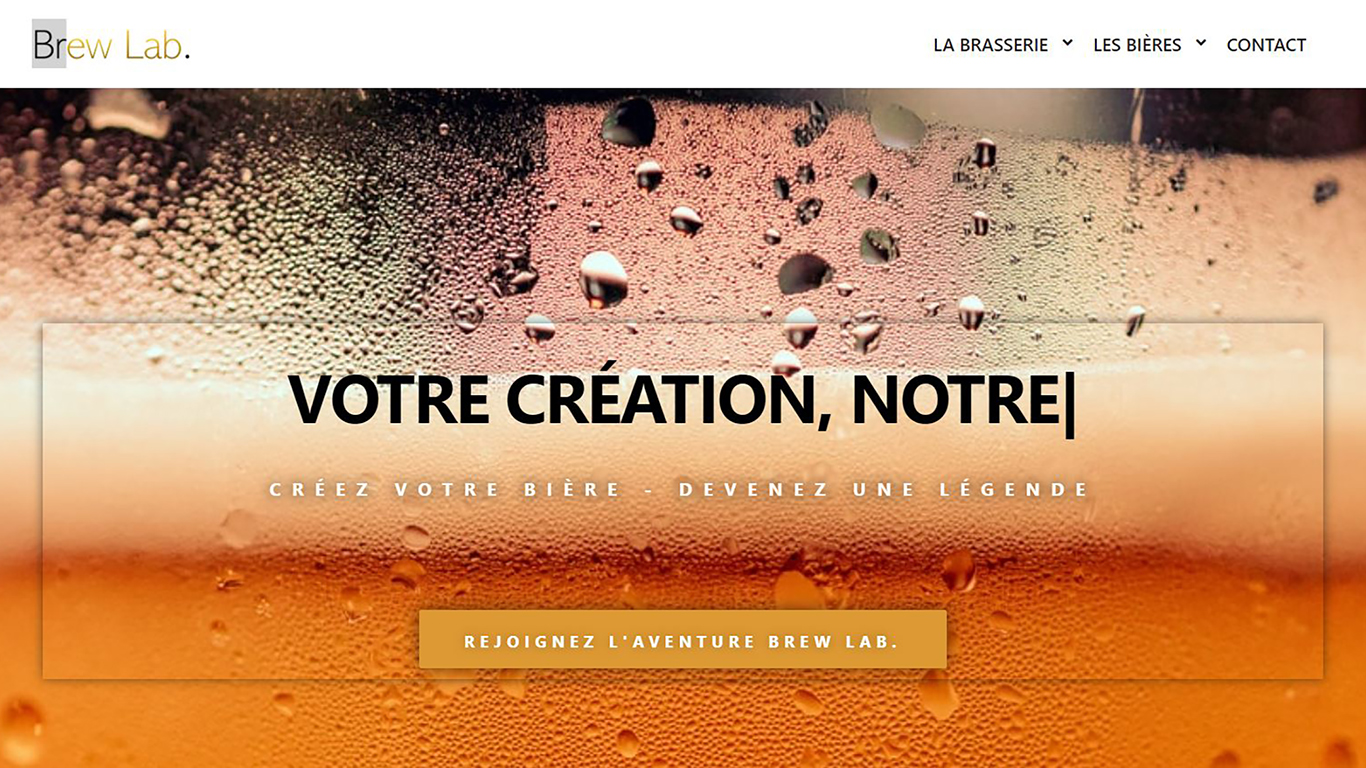 Brew Lab.
LA BRASSERIE LES BIÈRES CONTACT
VOTRE CRÉATION, NOTRE|
CRÉEZ VOTRE BIÈRE - DEVENEZ UNE LÉGENDE
REJOIGNEZ L'AVENTURE BREW LAB.